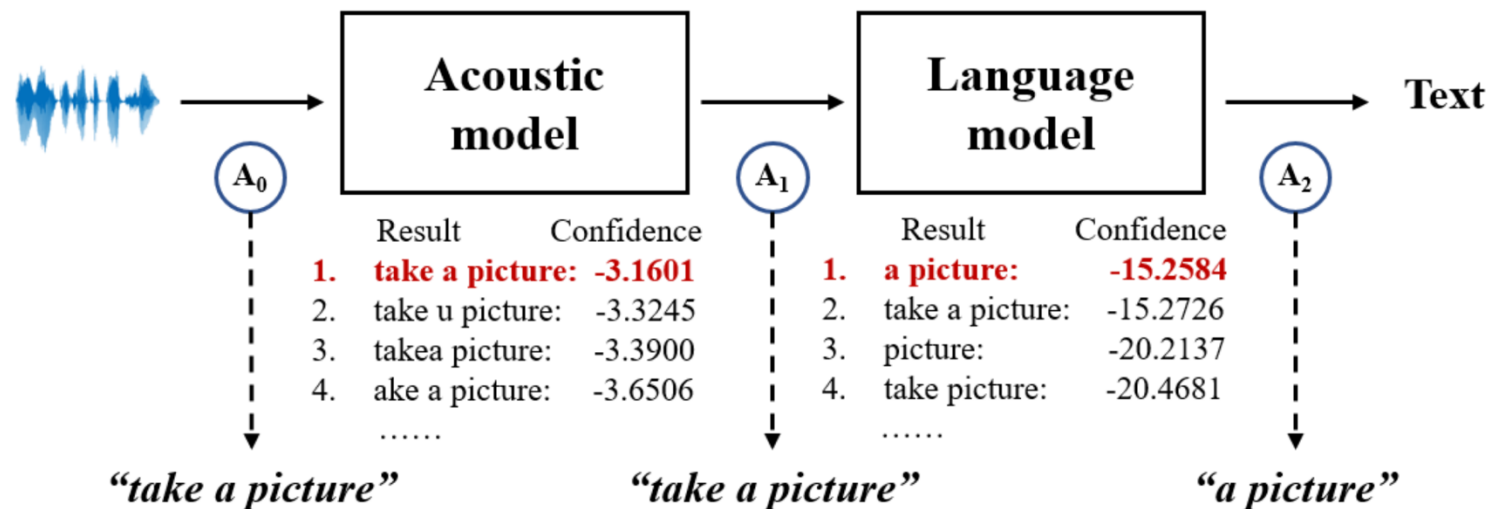 Acoustic model
Language model
Text
A0
A1
A2
Result Confidence
1. take a picture: -3.1601
2. take u picture: -3.3245
3. takea picture: -3.3900
4. ake a picture: -3.6506
......
Result Confidence
1. a picture: -15.2584
2. take a picture: -15.2726
3. picture: -20.2137
4. take picture: -20.4681
......
“take a picture”
“take a picture”
“a picture”